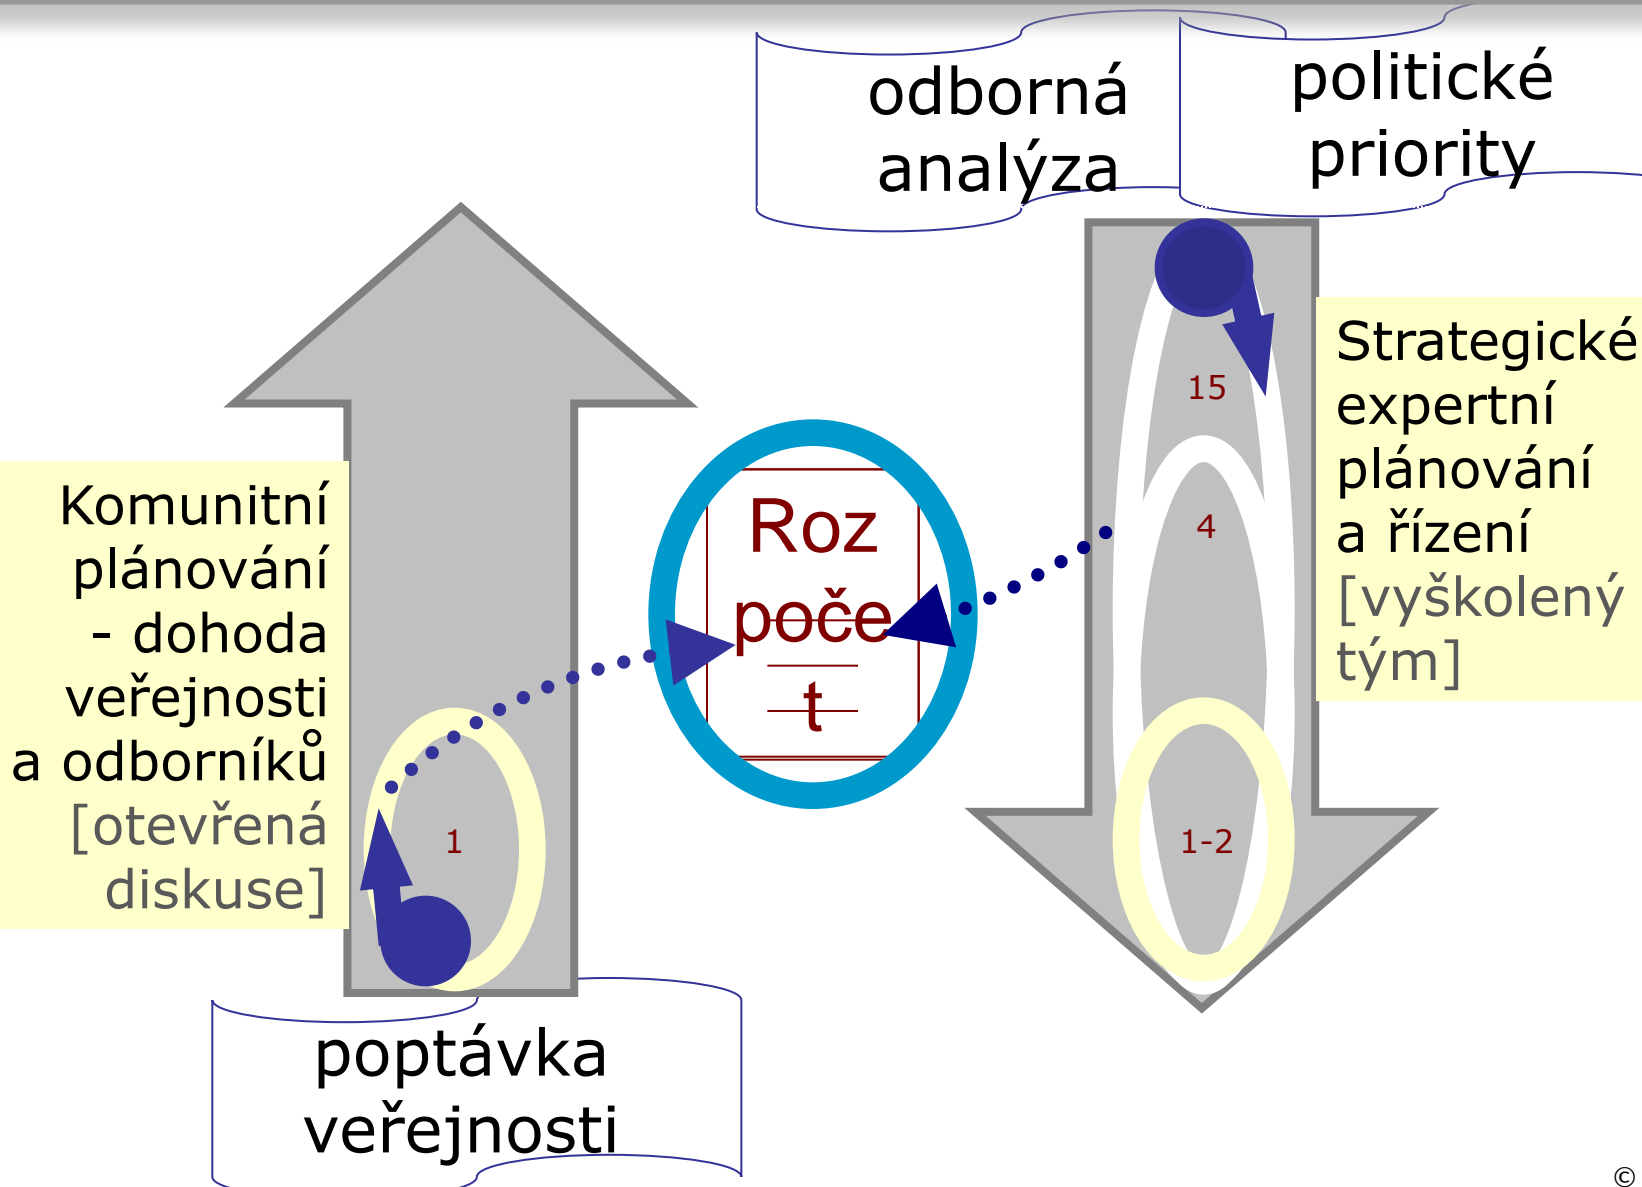 odborná
analýza
politické
priority
Strategické
expertní
plánování
a řízení
[vyškolený
tým]
15
4
1-2
Roz
poče
t
Komunitní
plánování
- dohoda
veřejnosti
a odborníků
[otevřená
diskuse]
1
poptávka
veřejnosti
©